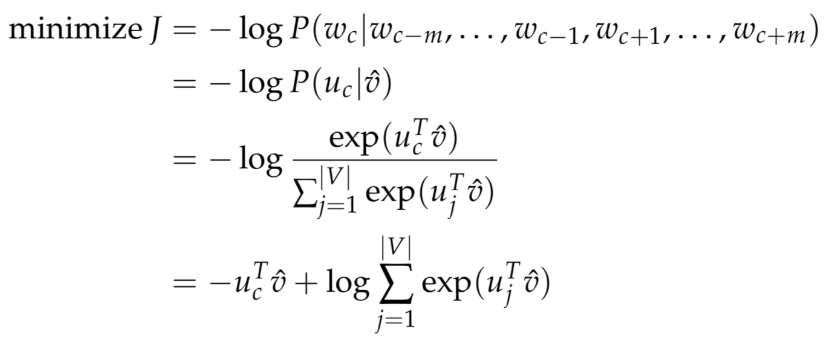 minimize J = − log P(w_c|w_{c−m}, . . . , w_{c−1}, w_{c+1}, . . . , w_{c+m})
= − log P(u_c|v̂)
= − log \frac{exp(u_c^T v̂)}{∑_{j=1}^{|V|} exp(u_j^T v̂)}
= −u_c^T v̂ + log ∑_{j=1}^{|V|} exp(u_j^T v̂)